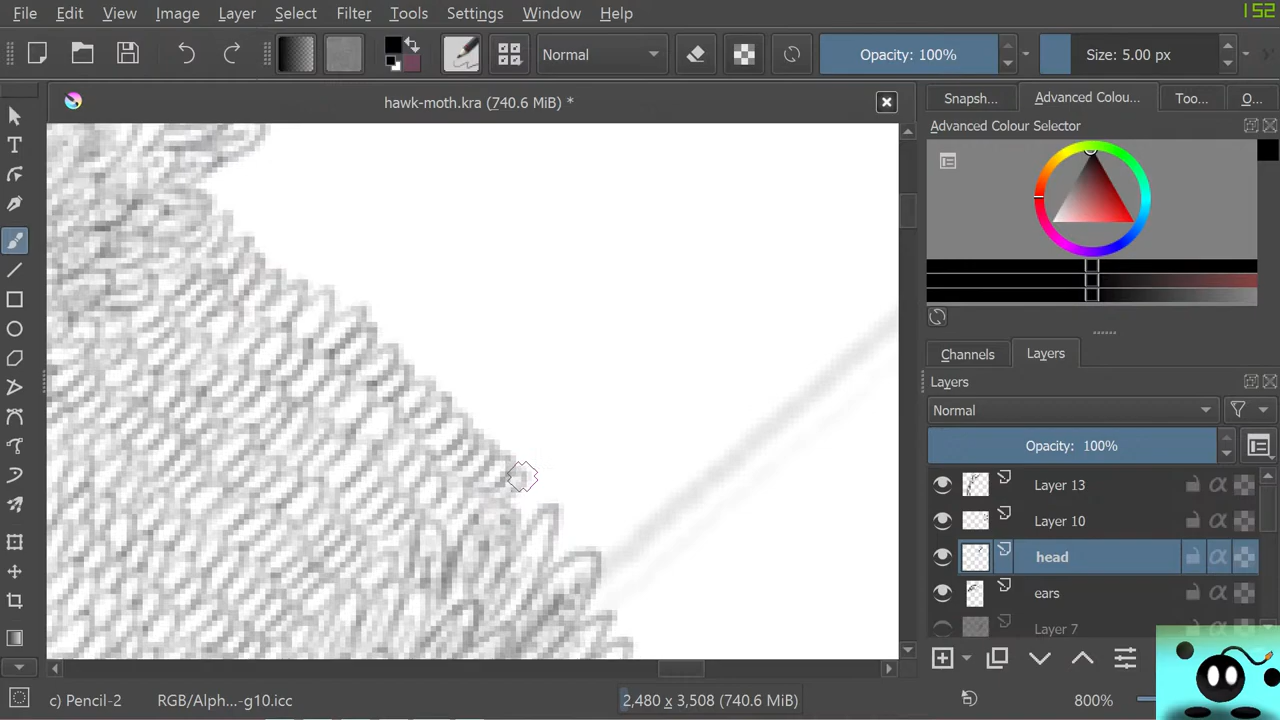 File Edit View Image Layer Select Filter Tools Settings Window Help
152
Normal
Opacity: 100%
Size: 5.00 px
hawk-moth.kra (740.6 MiB) *
Snapsh... Advanced Colou... Too... O...
Advanced Colour Selector
Channels Layers
Layers
Normal
Opacity: 100%
Layer 13
Layer 10
head
ears
Layer 7
c) Pencil-2 RGB/Alph...-g10.icc 2,480 x 3,508 (740.6 MiB) 800%